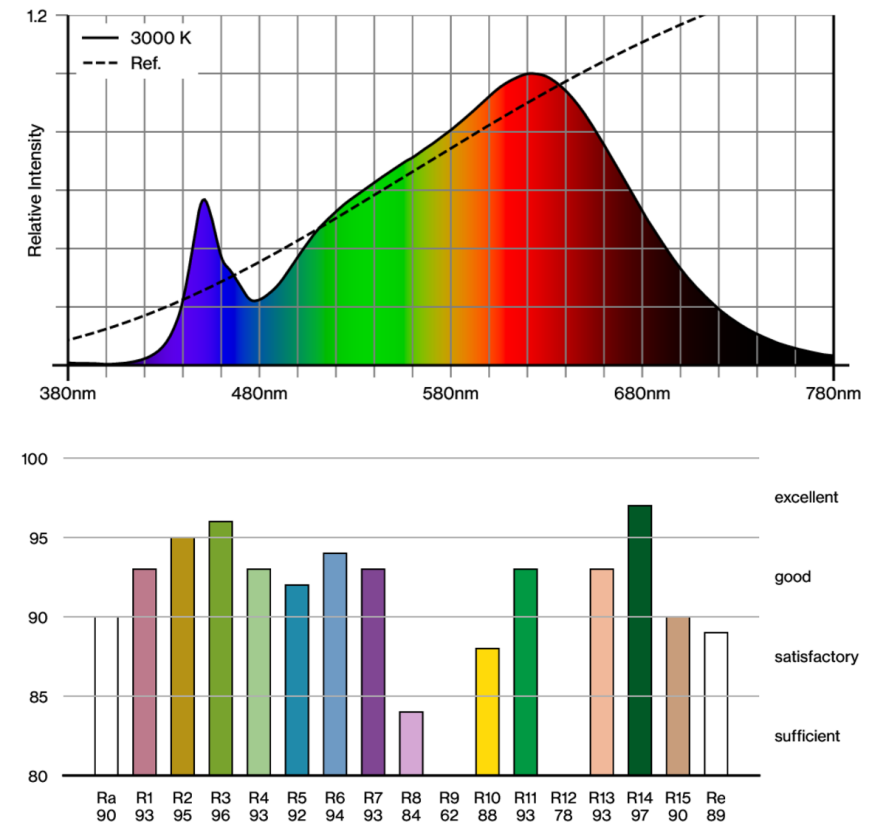 1.2
3000 K
Ref.
Relative Intensity
380nm 480nm 580nm 680nm 780nm
100
excellent
95
good
90
satisfactory
85
sufficient
80
Ra R1 R2 R3 R4 R5 R6 R7 R8 R9 R10 R11 R12 R13 R14 R15 Re
90 93 95 96 93 92 94 93 84 62 88 93 78 93 97 90 89